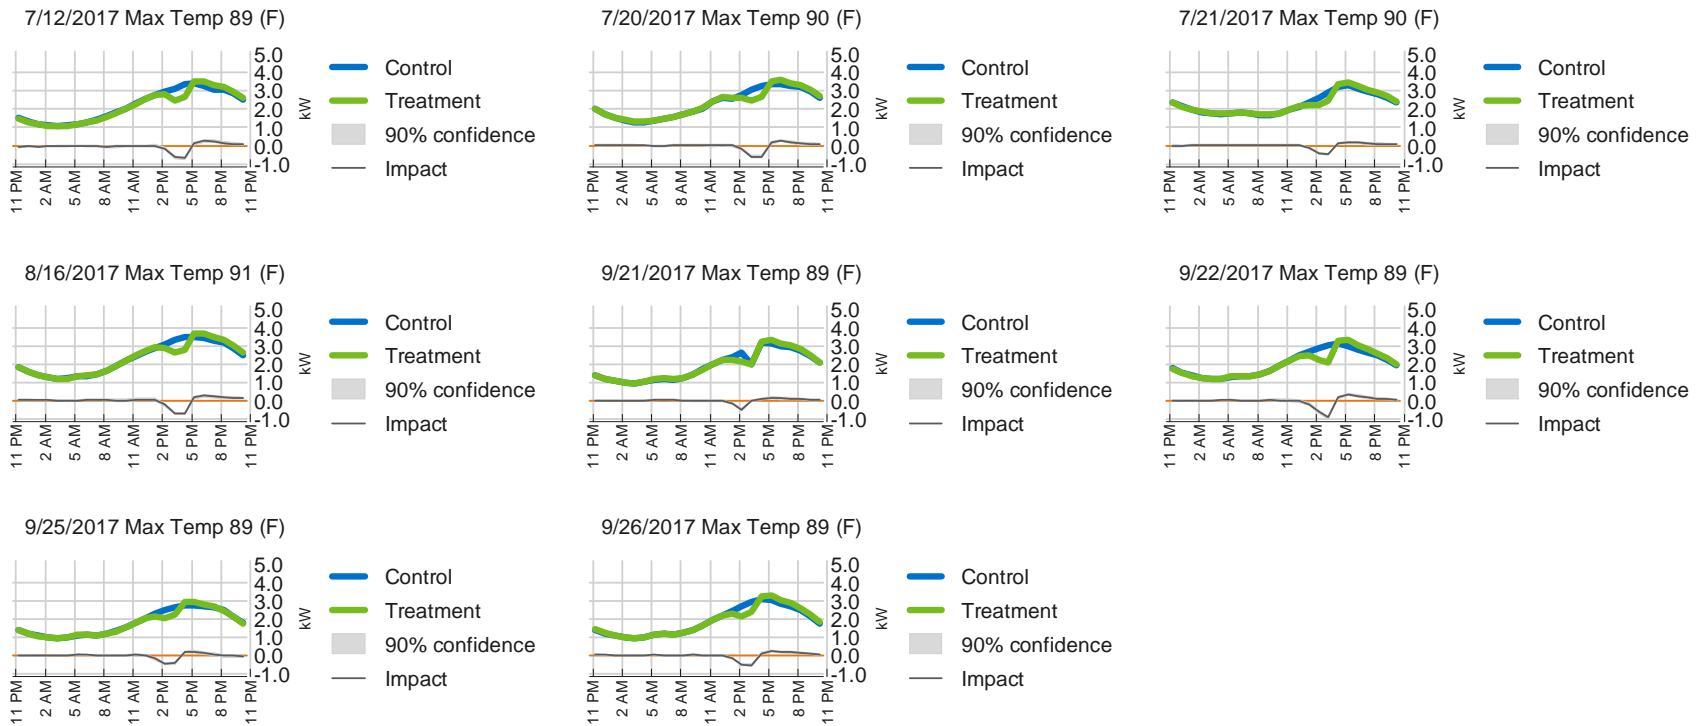 7/12/2017 Max Temp 89 (F)
5.0
4.0
3.0
2.0
1.0
0.0
-1.0
kW
11 PM
2 AM
5 AM
8 AM
11 AM
2 PM
5 PM
8 PM
11 PM
Control
Treatment
90% confidence
Impact
7/20/2017 Max Temp 90 (F)
5.0
4.0
3.0
2.0
1.0
0.0
-1.0
kW
11 PM
2 AM
5 AM
8 AM
11 AM
2 PM
5 PM
8 PM
11 PM
Control
Treatment
90% confidence
Impact
7/21/2017 Max Temp 90 (F)
5.0
4.0
3.0
2.0
1.0
0.0
-1.0
kW
11 PM
2 AM
5 AM
8 AM
11 AM
2 PM
5 PM
8 PM
11 PM
Control
Treatment
90% confidence
Impact
8/16/2017 Max Temp 91 (F)
5.0
4.0
3.0
2.0
1.0
0.0
-1.0
kW
11 PM
2 AM
5 AM
8 AM
11 AM
2 PM
5 PM
8 PM
11 PM
Control
Treatment
90% confidence
Impact
9/21/2017 Max Temp 89 (F)
5.0
4.0
3.0
2.0
1.0
0.0
-1.0
kW
11 PM
2 AM
5 AM
8 AM
11 AM
2 PM
5 PM
8 PM
11 PM
Control
Treatment
90% confidence
Impact
9/22/2017 Max Temp 89 (F)
5.0
4.0
3.0
2.0
1.0
0.0
-1.0
kW
11 PM
2 AM
5 AM
8 AM
11 AM
2 PM
5 PM
8 PM
11 PM
Control
Treatment
90% confidence
Impact
9/25/2017 Max Temp 89 (F)
5.0
4.0
3.0
2.0
1.0
0.0
-1.0
kW
11 PM
2 AM
5 AM
8 AM
11 AM
2 PM
5 PM
8 PM
11 PM
Control
Treatment
90% confidence
Impact
9/26/2017 Max Temp 89 (F)
5.0
4.0
3.0
2.0
1.0
0.0
-1.0
kW
11 PM
2 AM
5 AM
8 AM
11 AM
2 PM
5 PM
8 PM
11 PM
Control
Treatment
90% confidence
Impact